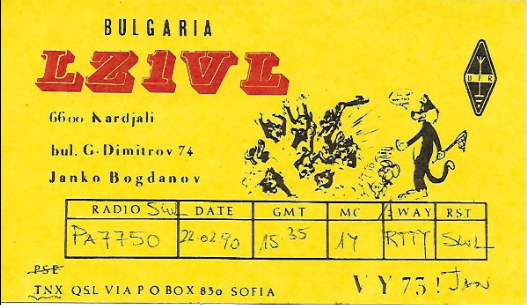 BULGARIA
LZ1VL
BFR
6600 Kardjali
bul. G. Dimitrov 74
Janko Bogdanov
RADIO SWL DATE GMT MC 2 WAY RST
PA7750 22.02.90 15 35 14 RTTY SWL
PSE
TNX QSL VIA P O BOX 830 SOFIA
VY 73! Jan